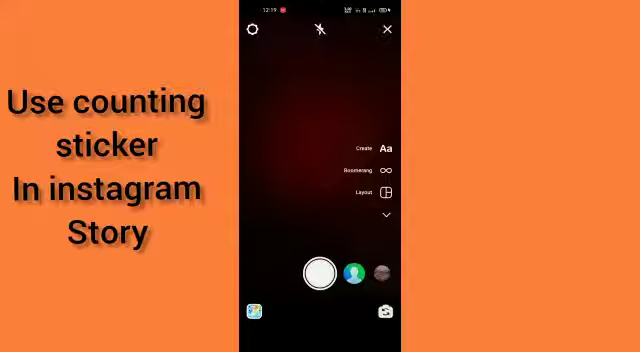 Use counting
sticker
In instagram
Story
12:19
Create Aa
Boomerang
Layout